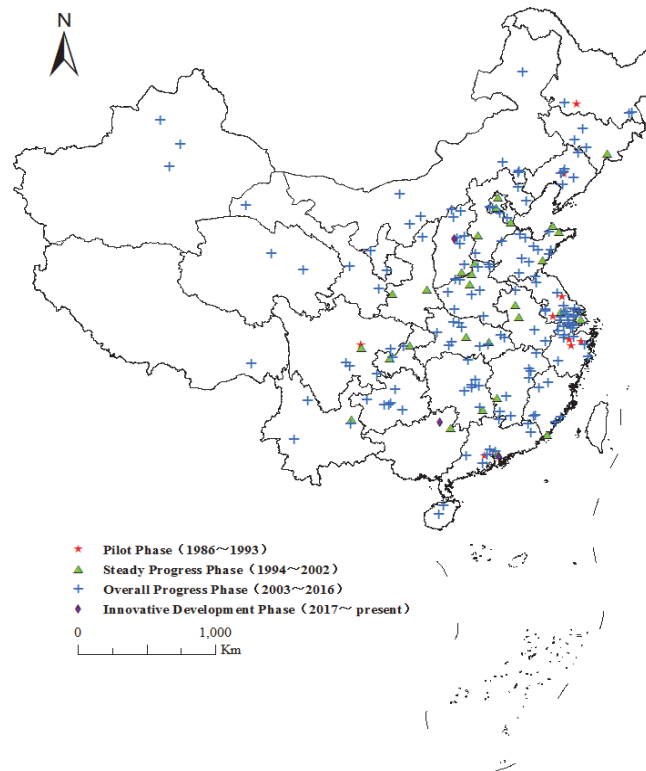 N
★ Pilot Phase（1986～1993）
▲ Steady Progress Phase（1994～2002）
+ Overall Progress Phase（2003～2016）
♦ Innovative Development Phase（2017～ present）
0 1,000
Km